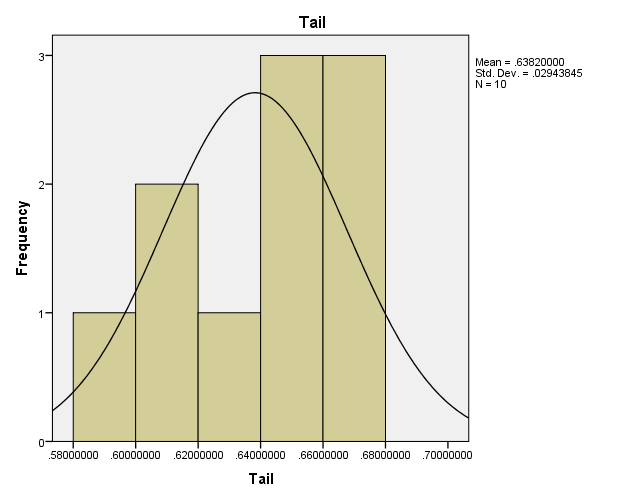 Tail
Mean = .63820000
Std. Dev. = .02943845
N = 10
Frequency
3
2
1
0
.58000000 .60000000 .62000000 .64000000 .66000000 .68000000 .70000000
Tail